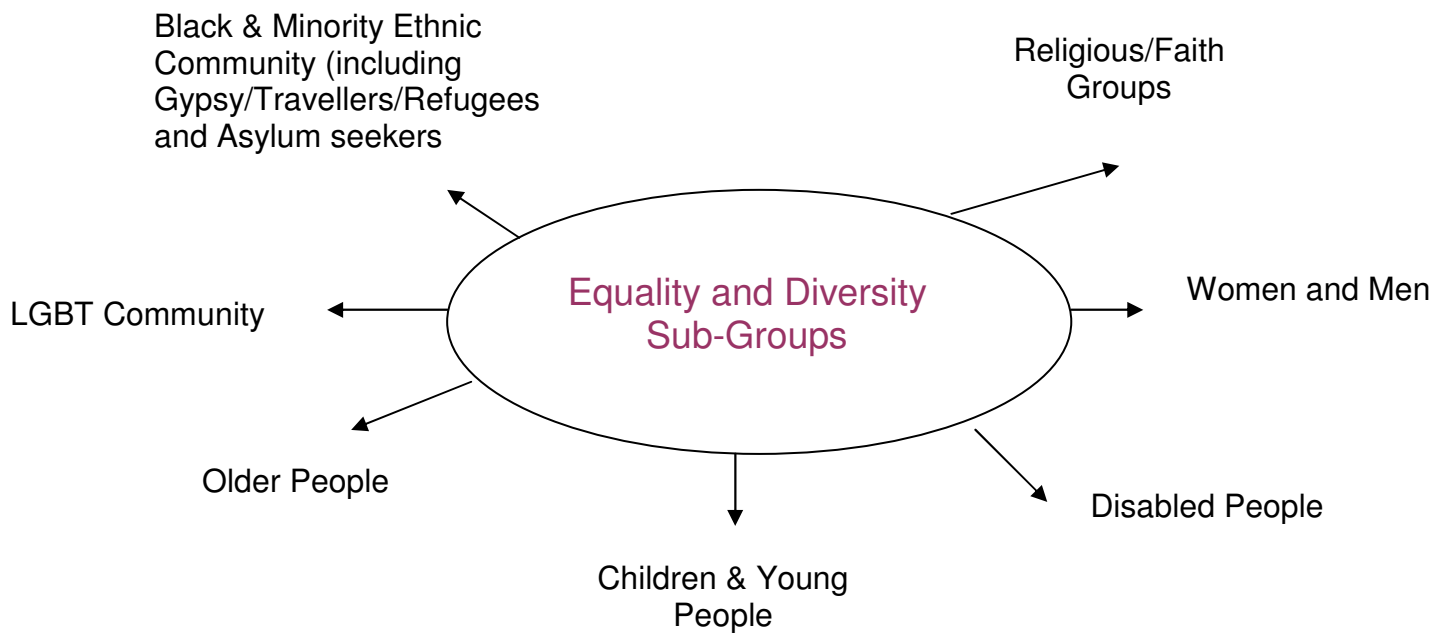 Black & Minority Ethnic
Community (including
Gypsy/Travellers/Refugees
and Asylum seekers
Religious/Faith
Groups
Equality and Diversity
Sub-Groups
LGBT Community
Women and Men
Older People
Disabled People
Children & Young
People